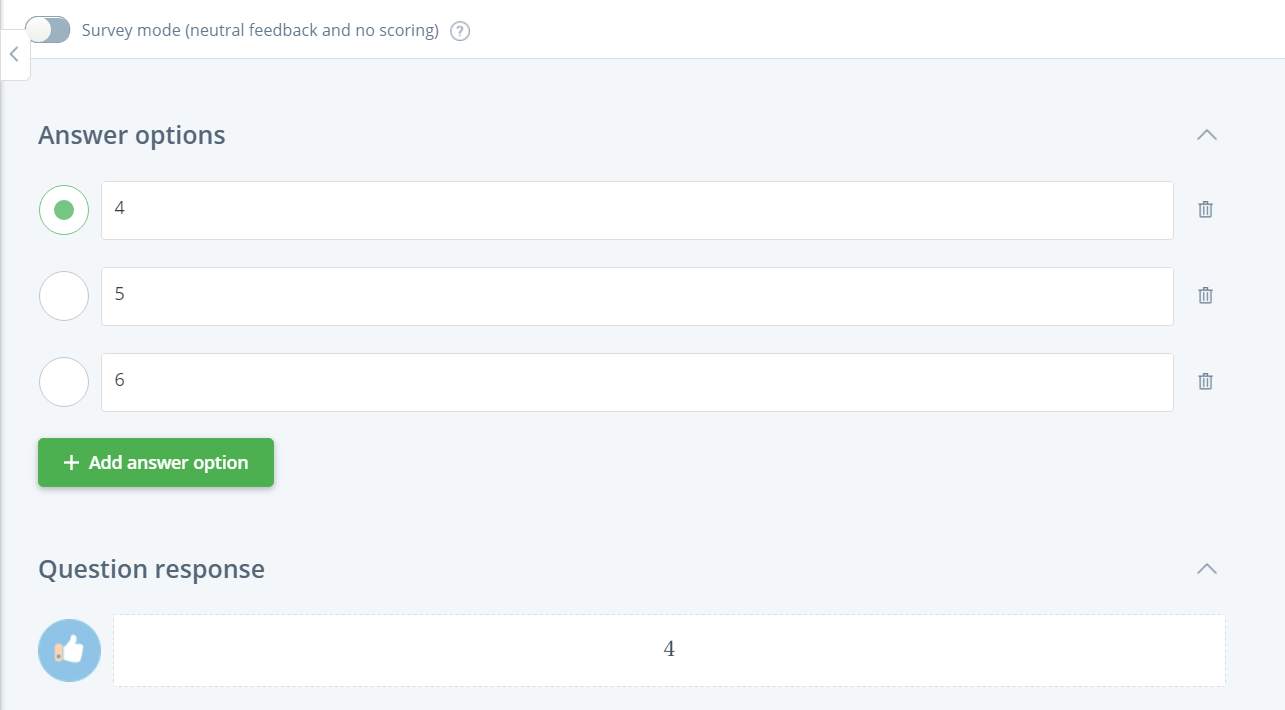 Survey mode (neutral feedback and no scoring) ?
Answer options
4
5
6
+ Add answer option
Question response
4